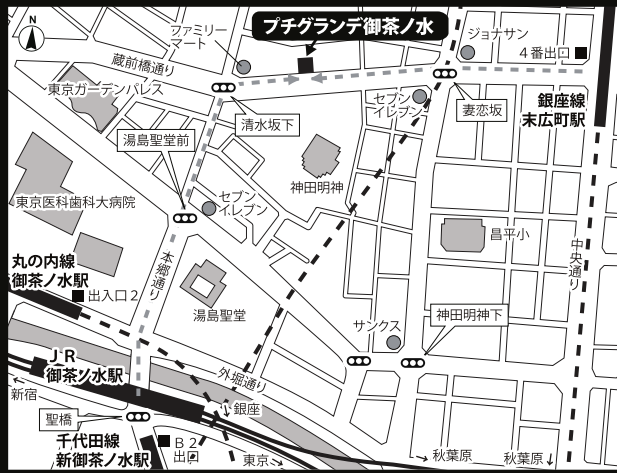 N
ファミリー
マート
プチグランデ御茶ノ水
ジョナサン
4番出口
蔵前橋通り
東京ガーデンパレス
セブン
イレブン
妻恋坂
銀座線
末広町駅
清水坂下
湯島聖堂前
神田明神
セブン
イレブン
東京医科歯科大病院
昌平小
中央通り
丸の内線
御茶ノ水駅
出入口2
本郷通り
湯島聖堂
神田明神下
サンクス
JR
御茶ノ水駅
外堀通り
←新宿
↓銀座
聖橋
千代田線
新御茶ノ水駅
B2
出口
東京↘
→秋葉原
秋葉原↓